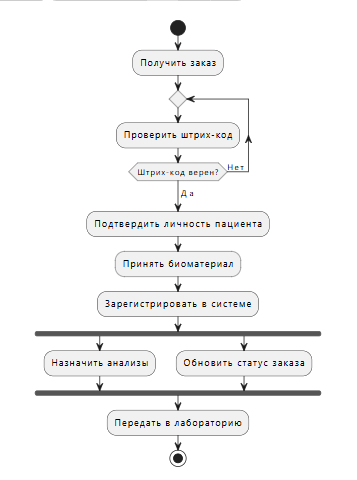 Получить заказ
Проверить штрих-код
Штрих-код верен?
Нет
Да
Подтвердить личность пациента
Принять биоматериал
Зарегистрировать в системе
Назначить анализы
Обновить статус заказа
Передать в лабораторию